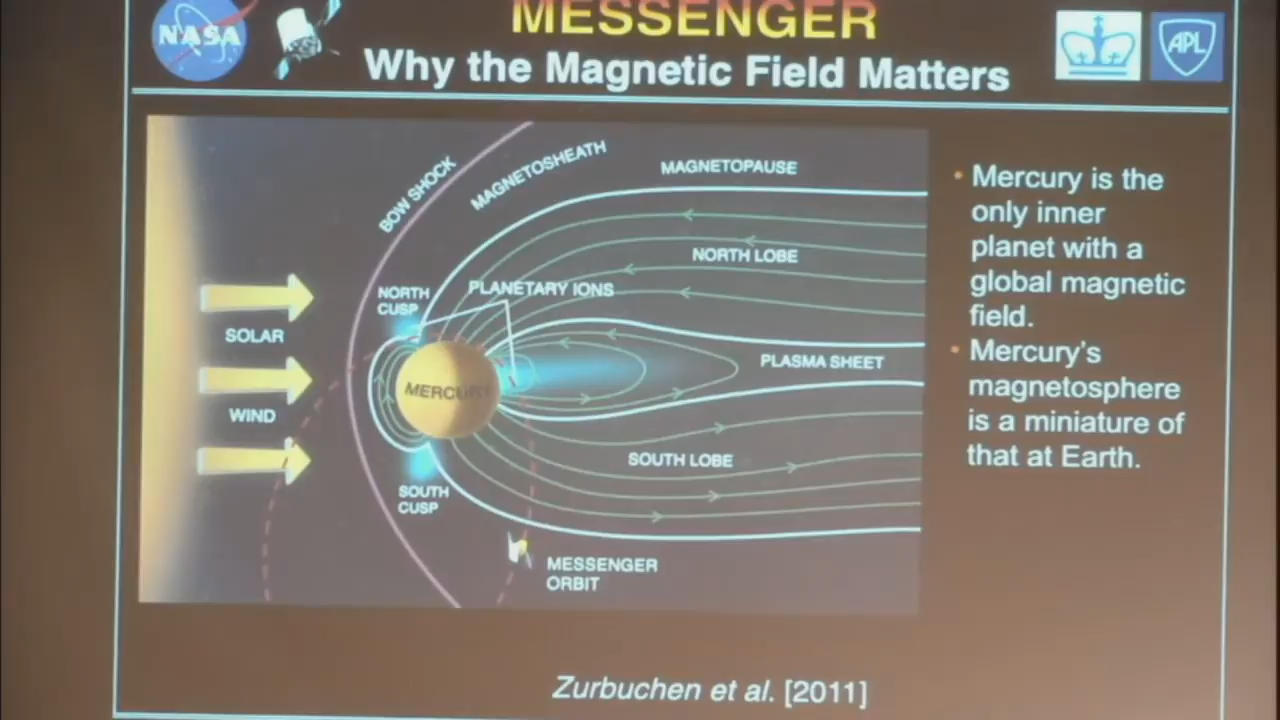 NASA
MESSENGER
Why the Magnetic Field Matters
APL
BOW SHOCK
MAGNETOSHEATH
MAGNETOPAUSE
NORTH LOBE
NORTH
CUSP
PLANETARY IONS
SOLAR
WIND
MERCURY
PLASMA SHEET
SOUTH LOBE
SOUTH
CUSP
MESSENGER
ORBIT
• Mercury is the
only inner
planet with a
global magnetic
field.
• Mercury's
magnetosphere
is a miniature of
that at Earth.
Zurbuchen et al. [2011]